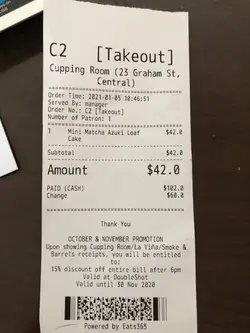 C2 [Takeout]
Cupping Room (23 Graham St,
Central)
Order Time: 2021-01-05 10:46:51
Served By: manager
Order No.: C2 [Takeout]
Number of Patron: 1
1 Mini Matcha Azuki Loaf $42.0
Cake
Subtotal $42.0
Amount $42.0
PAID (CASH) $102.0
Change $60.0
Thank You
OCTOBER & NOVEMBER PROMOTION
Upon showing Cupping Room/La Viña/Smoke &
Barrels receipts, you will be entitled
to:
15% discount off entire bill after 6pm
Valid at DoubleShot
Valid until 30 Nov 2020
Powered by Eats365